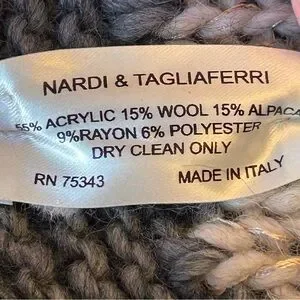 NARDI & TAGLIAFERRI
55% ACRYLIC 15% WOOL 15% ALPACA
9%RAYON 6% POLYESTER
DRY CLEAN ONLY
RN 75343 MADE IN ITALY